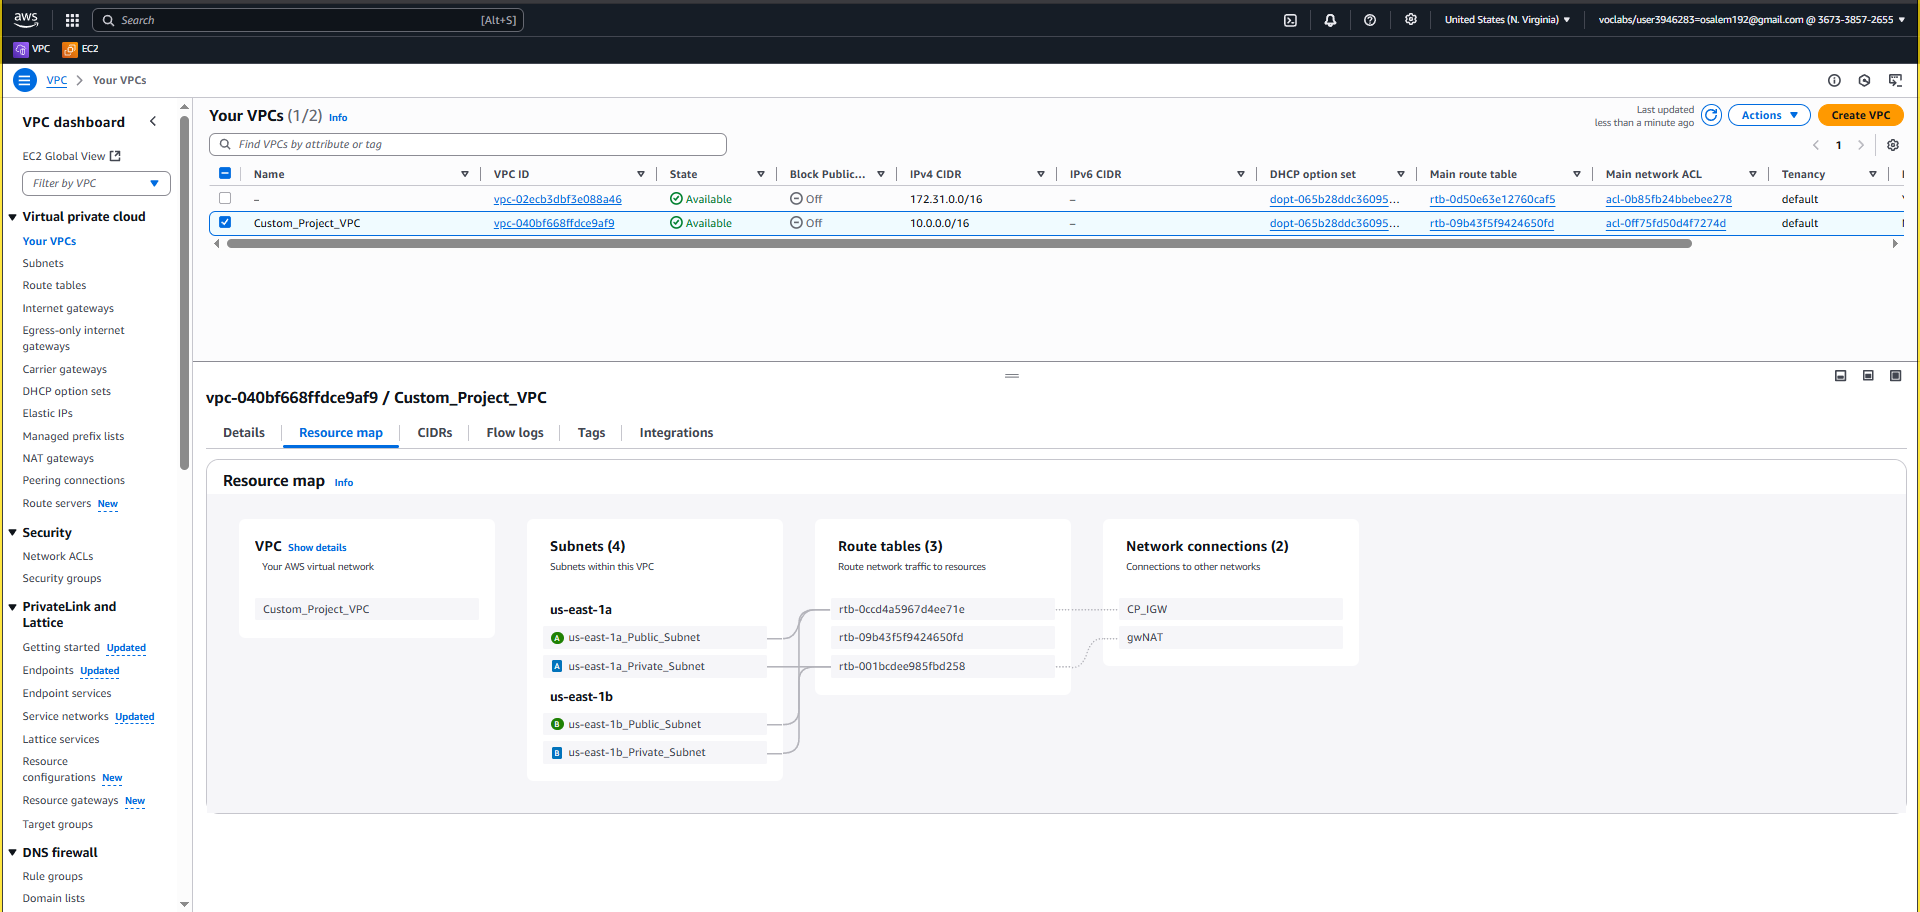 aws
Search [Alt+S]
United States (N. Virginia)
voclabs/user3946283=osalem192@gmail.com @ 3673-3857-2655
VPC
EC2
VPC
Your VPCs
VPC dashboard
EC2 Global View
Filter by VPC
Virtual private cloud
Your VPCs
Subnets
Route tables
Internet gateways
Egress-only internet
gateways
Carrier gateways
DHCP option sets
Elastic IPs
Managed prefix lists
NAT gateways
Peering connections
Route servers New
Security
Network ACLs
Security groups
PrivateLink and
Lattice
Getting started Updated
Endpoints Updated
Endpoint services
Service networks Updated
Lattice services
Resource
configurations New
Resource gateways New
Target groups
DNS firewall
Rule groups
Domain lists
Your VPCs (1/2) Info
Last updated
less than a minute ago
Actions
Create VPC
Find VPCs by attribute or tag
1
Name VPC ID State Block Public... IPv4 CIDR IPv6 CIDR DHCP option set Main route table Main network ACL Tenancy
– vpc-02ecb3dbf3e088a46 Available Off 172.31.0.0/16 – dopt-065b28ddc36095... rtb-0d50e63e12760caf5 acl-0b85fb24bbebee278 default
Custom_Project_VPC vpc-040bf668ffdce9af9 Available Off 10.0.0.0/16 – dopt-065b28ddc36095... rtb-09b43f5f9424650fd acl-0ff75fd50d4f7274d default
vpc-040bf668ffdce9af9 / Custom_Project_VPC
Details Resource map CIDRs Flow logs Tags Integrations
Resource map Info
VPC Show details
Your AWS virtual network
Custom_Project_VPC
Subnets (4)
Subnets within this VPC
us-east-1a
A us-east-1a_Public_Subnet
A us-east-1a_Private_Subnet
us-east-1b
B us-east-1b_Public_Subnet
B us-east-1b_Private_Subnet
Route tables (3)
Route network traffic to resources
rtb-0ccd4a5967d4ee71e
rtb-09b43f5f9424650fd
rtb-001bcdee985fbd258
Network connections (2)
Connections to other networks
CP_IGW
gwNAT